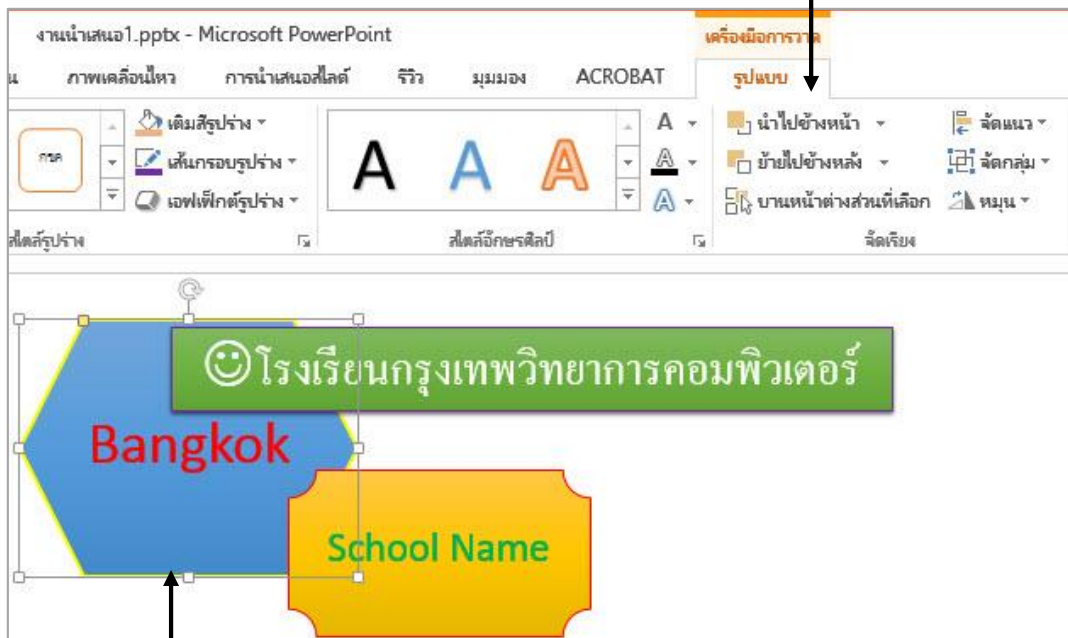 งานนำเสนอ1.pptx - Microsoft PowerPoint
เครื่องมือการวาด
น ภาพเคลื่อนไหว การนำเสนอสไลด์ รีวิว มุมมอง ACROBAT รูปแบบ
กขค
เติมสีรูปร่าง
เส้นกรอบรูปร่าง
เอฟเฟ็กต์รูปร่าง
A A A
A
A
A
นำไปข้างหน้า
ย้ายไปข้างหลัง
บานหน้าต่างส่วนที่เลือก
จัดแนว
จัดกลุ่ม
หมุน
สไตล์รูปร่าง สไตล์อักษรศิลป์ จัดเรียง
โรงเรียนกรุงเทพวิทยาการคอมพิวเตอร์
Bangkok
School Name